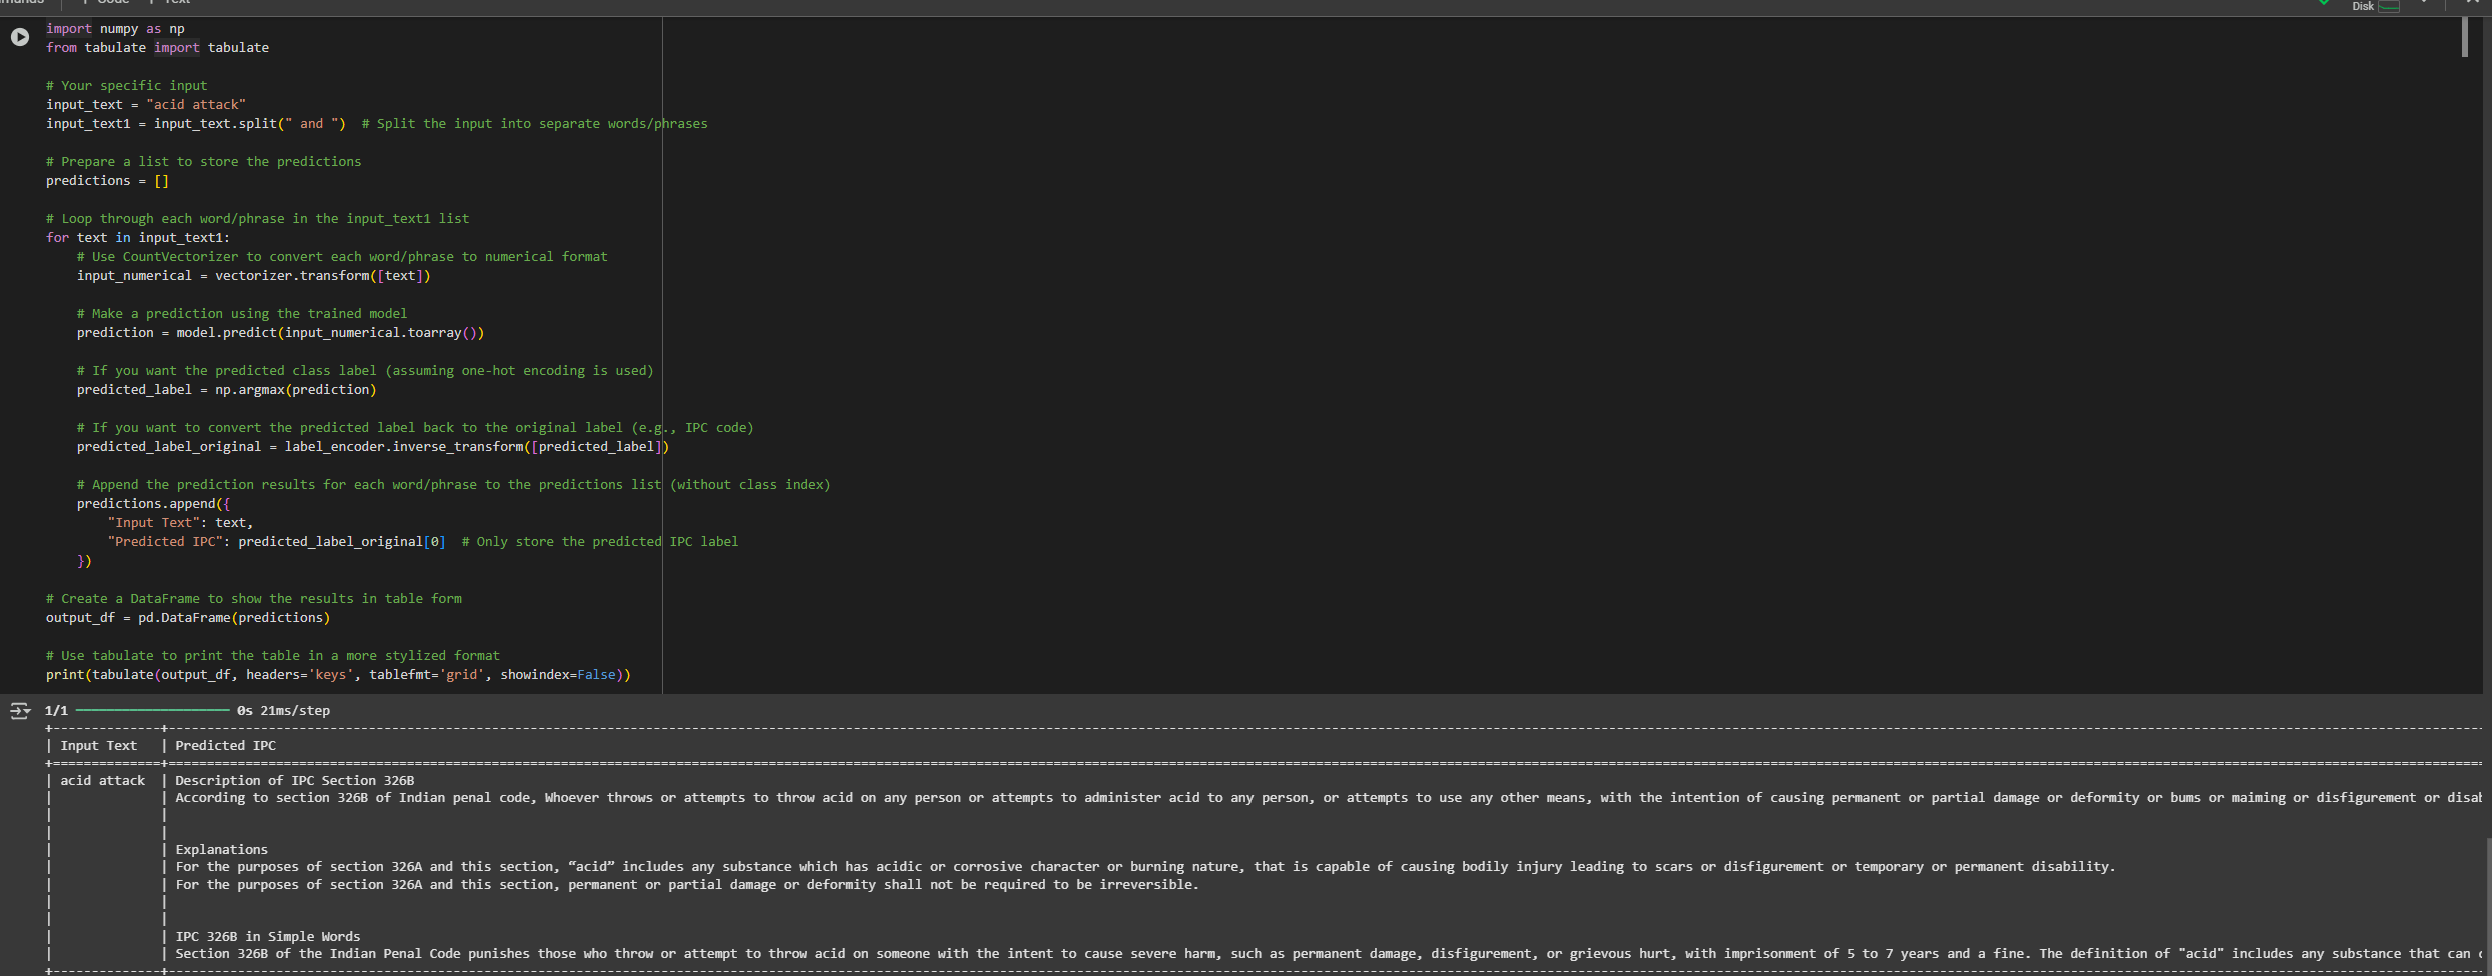 Disk
import numpy as np
from tabulate import tabulate
# Your specific input
input_text = "acid attack"
input_text1 = input_text.split(" and ")  # Split the input into separate words/phrases
# Prepare a list to store the predictions
predictions = []
# Loop through each word/phrase in the input_text1 list
for text in input_text1:
    # Use CountVectorizer to convert each word/phrase to numerical format
    input_numerical = vectorizer.transform([text])
    # Make a prediction using the trained model
    prediction = model.predict(input_numerical.toarray())
    # If you want the predicted class label (assuming one-hot encoding is used)
    predicted_label = np.argmax(prediction)
    # If you want to convert the predicted label back to the original label (e.g., IPC code)
    predicted_label_original = label_encoder.inverse_transform([predicted_label])
    # Append the prediction results for each word/phrase to the predictions list (without class index)
    predictions.append({
        "Input Text": text,
        "Predicted IPC": predicted_label_original[0]  # Only store the predicted IPC label
    })
# Create a DataFrame to show the results in table form
output_df = pd.DataFrame(predictions)
# Use tabulate to print the table in a more stylized format
print(tabulate(output_df, headers='keys', tablefmt='grid', showindex=False))
1/1 0s 21ms/step
| Input Text | Predicted IPC
| acid attack | Description of IPC Section 326B
According to section 326B of Indian penal code, Whoever throws or attempts to throw acid on any person or attempts to administer acid to any person, or attempts to use any other means, with the intention of causing permanent or partial damage or deformity or bums or maiming or disfigurement or
Explanations
For the purposes of section 326A and this section, “acid” includes any substance which has acidic or corrosive character or burning nature, that is capable of causing bodily injury leading to scars or disfigurement or temporary or permanent disability.
For the purposes of section 326A and this section, permanent or partial damage or deformity shall not be required to be irreversible.
IPC 326B in Simple Words
Section 326B of the Indian Penal Code punishes those who throw or attempt to throw acid on someone with the intent to cause severe harm, such as permanent damage, disfigurement, or grievous hurt, with imprisonment of 5 to 7 years and a fine. The definition of "acid" includes any substance that can